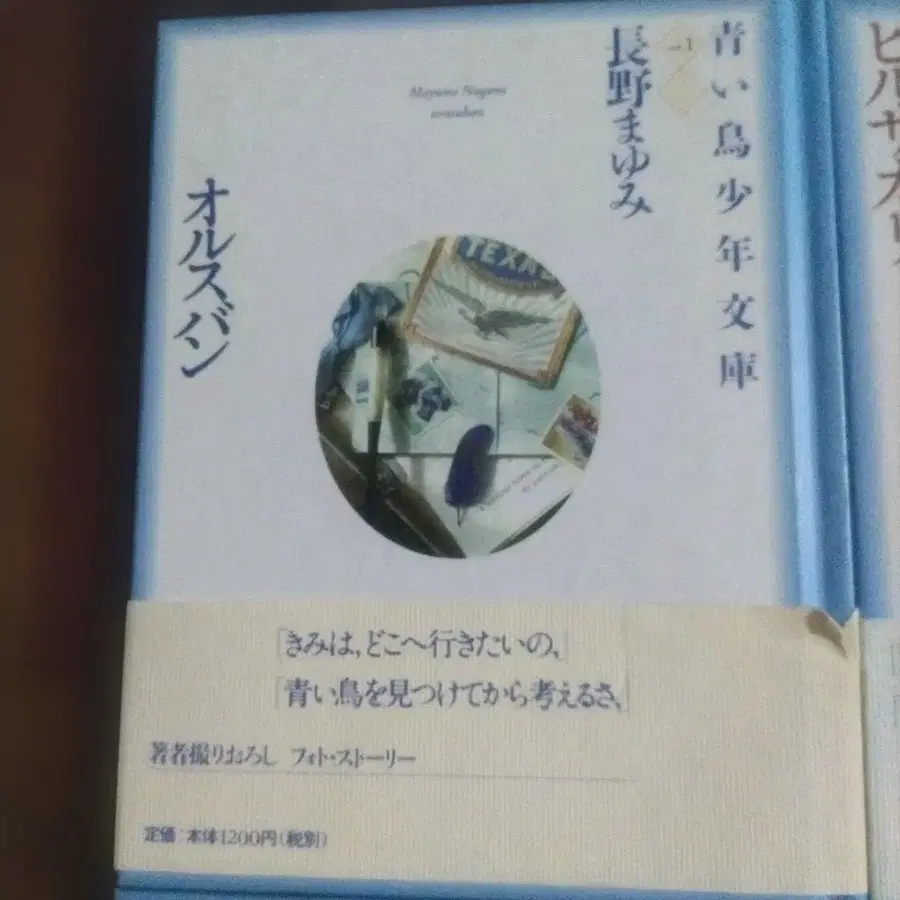 青い鳥少年文庫
長野まゆみ
Mayumi Nagano
オルスバン
TEXAS
「きみは、どこへ行きたいの、」
「青い鳥を見つけてから考えるさ、」
著者撮りおろし フォト・ストーリー
定価:本体1200円(税別)